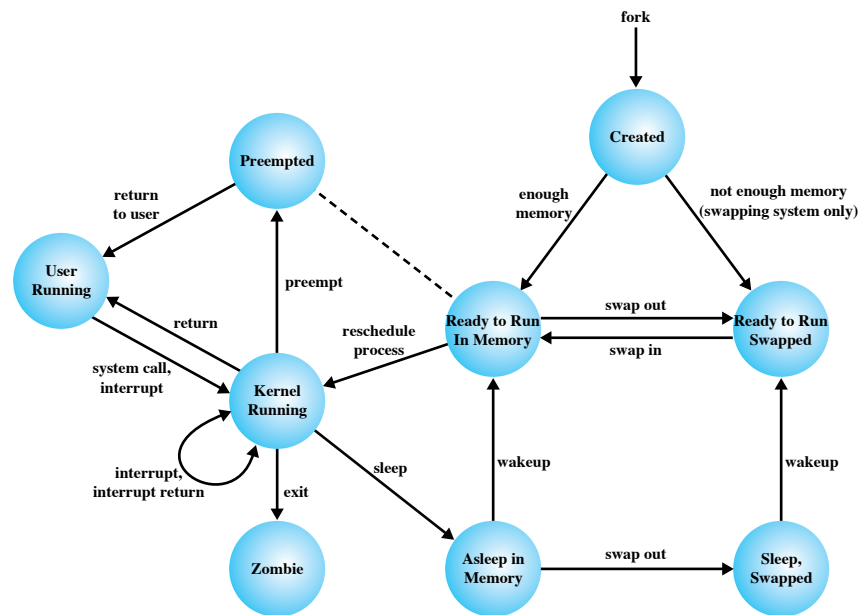 fork
Created
Preempted
enough
memory
not enough memory
(swapping system only)
return
to user
User
Running
preempt
return
Ready to Run
In Memory
swap out
swap in
Ready to Run
Swapped
reschedule
process
system call,
interrupt
Kernel
Running
interrupt,
interrupt return
sleep
wakeup
wakeup
exit
Zombie
Asleep in
Memory
swap out
Sleep,
Swapped